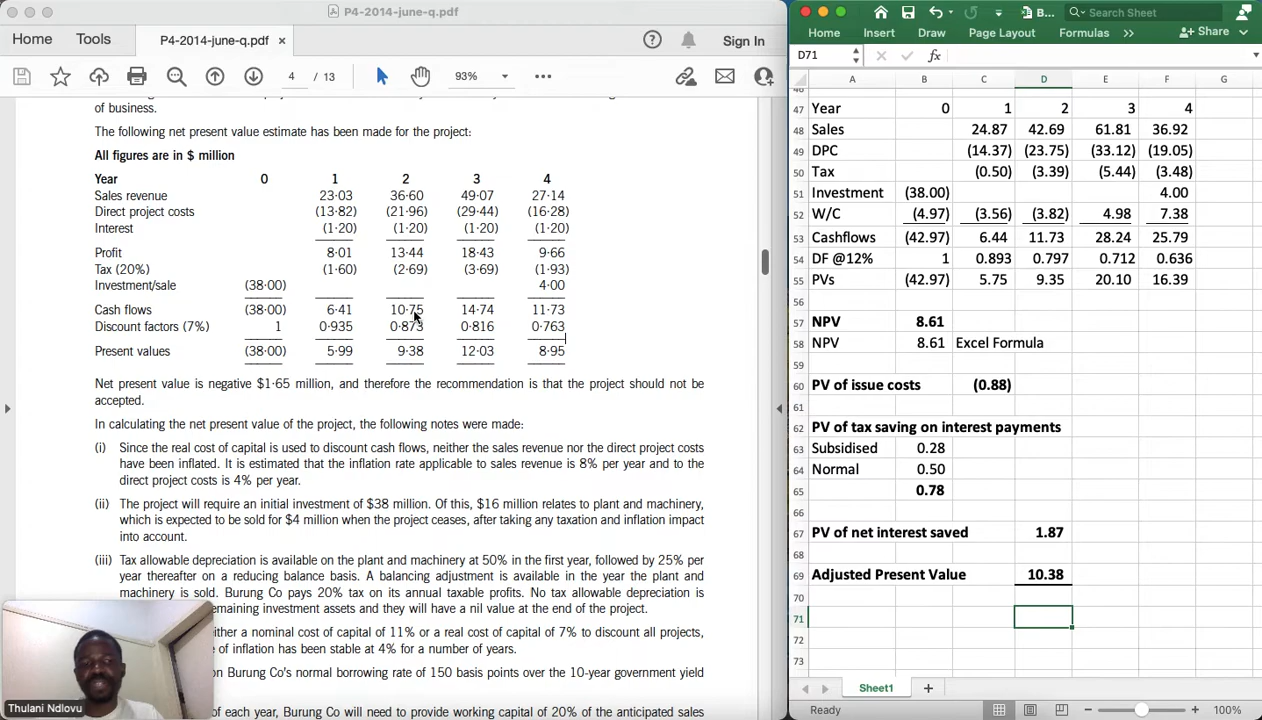 P4-2014-june-q.pdf
Home Tools P4-2014-june-q.pdf × Sign In
4 / 13 93%
of business.
The following net present value estimate has been made for the project:
All figures are in $ million
Year 0 1 2 3 4
Sales revenue 23·03 36·60 49·07 27·14
Direct project costs (13·82) (21·96) (29·44) (16·28)
Interest (1·20) (1·20) (1·20) (1·20)
Profit 8·01 13·44 18·43 9·66
Tax (20%) (1·60) (2·69) (3·69) (1·93)
Investment/sale (38·00) 4·00
Cash flows (38·00) 6·41 10·75 14·74 11·73
Discount factors (7%) 1 0·935 0·873 0·816 0·763
Present values (38·00) 5·99 9·38 12·03 8·95
Net present value is negative $1·65 million, and therefore the recommendation is that the project should not be
accepted.
In calculating the net present value of the project, the following notes were made:
(i) Since the real cost of capital is used to discount cash flows, neither the sales revenue nor the direct project costs
have been inflated. It is estimated that the inflation rate applicable to sales revenue is 8% per year and to the
direct project costs is 4% per year.
(ii) The project will require an initial investment of $38 million. Of this, $16 million relates to plant and machinery,
which is expected to be sold for $4 million when the project ceases, after taking any taxation and inflation impact
into account.
(iii) Tax allowable depreciation is available on the plant and machinery at 50% in the first year, followed by 25% per
year thereafter on a reducing balance basis. A balancing adjustment is available in the year the plant and
machinery is sold. Burung Co pays 20% tax on its annual taxable profits. No tax allowable depreciation is
emaining investment assets and they will have a nil value at the end of the project.
ither a nominal cost of capital of 11% or a real cost of capital of 7% to discount all projects,
e of inflation has been stable at 4% for a number of years.
on Burung Co's normal borrowing rate of 150 basis points over the 10-year government yield
of each year, Burung Co will need to provide working capital of 20% of the anticipated sales
Thulani Ndlovu
B... Search Sheet
Home Insert Draw Page Layout Formulas >> Share
D71 fx
A B C D E F G
47 Year 0 1 2 3 4
48 Sales 24.87 42.69 61.81 36.92
49 DPC (14.37) (23.75) (33.12) (19.05)
50 Tax (0.50) (3.39) (5.44) (3.48)
51 Investment (38.00) 4.00
52 W/C (4.97) (3.56) (3.82) 4.98 7.38
53 Cashflows (42.97) 6.44 11.73 28.24 25.79
54 DF @12% 1 0.893 0.797 0.712 0.636
55 PVs (42.97) 5.75 9.35 20.10 16.39
56
57 NPV 8.61
58 NPV 8.61 Excel Formula
59
60 PV of issue costs (0.88)
61
62 PV of tax saving on interest payments
63 Subsidised 0.28
64 Normal 0.50
65 0.78
66
67 PV of net interest saved 1.87
68
69 Adjusted Present Value 10.38
70
71
72
73
Sheet1 +
Ready 100%